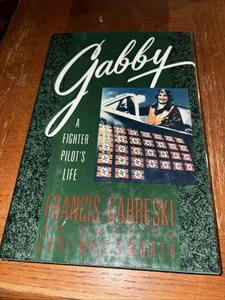 Gabby
A
FIGHTER
PILOT'S
LIFE
FRANCIS GABRESKI